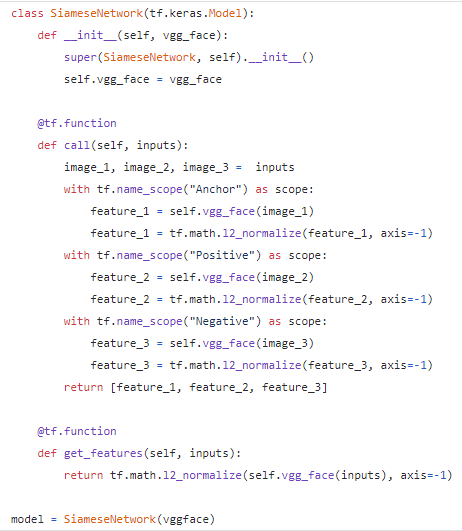 class SiameseNetwork(tf.keras.Model):
    def __init__(self, vgg_face):
        super(SiameseNetwork, self).__init__()
        self.vgg_face = vgg_face

    @tf.function
    def call(self, inputs):
        image_1, image_2, image_3 =  inputs
        with tf.name_scope("Anchor") as scope:
            feature_1 = self.vgg_face(image_1)
            feature_1 = tf.math.l2_normalize(feature_1, axis=-1)
        with tf.name_scope("Positive") as scope:
            feature_2 = self.vgg_face(image_2)
            feature_2 = tf.math.l2_normalize(feature_2, axis=-1)
        with tf.name_scope("Negative") as scope:
            feature_3 = self.vgg_face(image_3)
            feature_3 = tf.math.l2_normalize(feature_3, axis=-1)
        return [feature_1, feature_2, feature_3]

    @tf.function
    def get_features(self, inputs):
        return tf.math.l2_normalize(self.vgg_face(inputs), axis=-1)

model = SiameseNetwork(vggface)